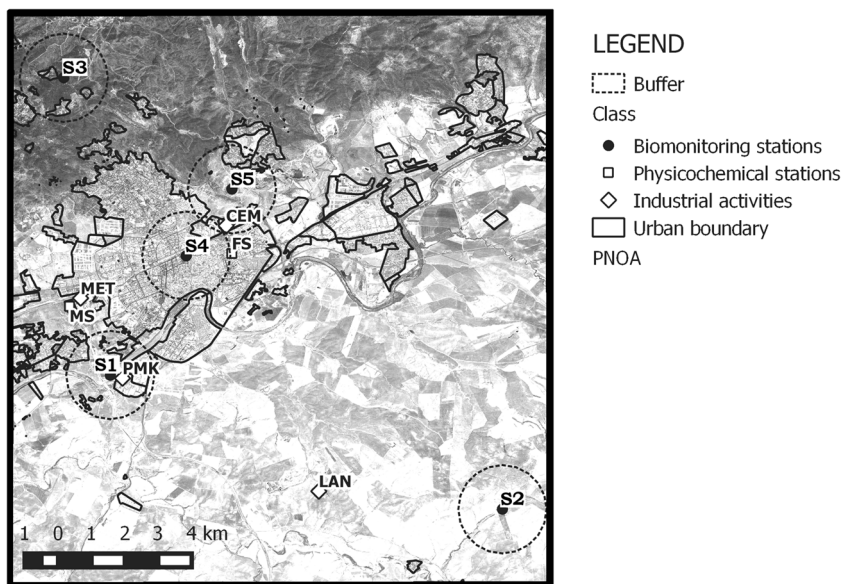 S3
S5
CEM
S4
FS
MET
MS
S1
PMK
LAN
S2
1 0 1 2 3 4 km
LEGEND
Buffer
Class
Biomonitoring stations
Physicochemical stations
Industrial activities
Urban boundary
PNOA